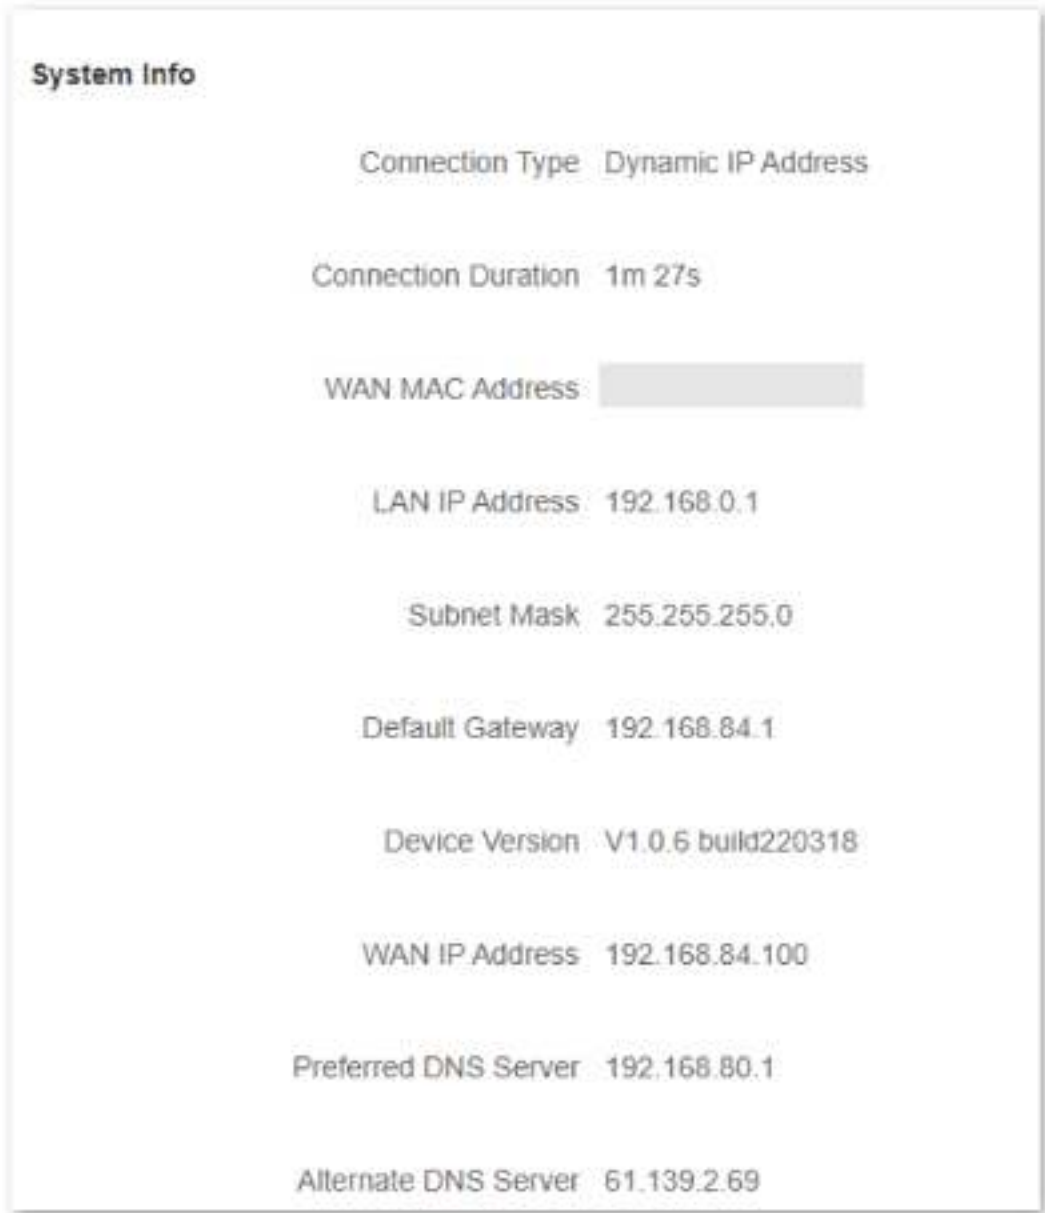 System Info
Connection Type Dynamic IP Address
Connection Duration 1m 27s
WAN MAC Address
LAN IP Address 192.168.0.1
Subnet Mask 255.255.255.0
Default Gateway 192.168.84.1
Device Version V1.0.6 build220318
WAN IP Address 192.168.84.100
Preferred DNS Server 192.168.80.1
Alternate DNS Server 61.139.2.69